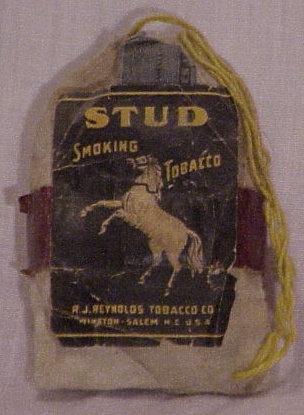 STUD
SMOKING
TOBACCO
R.J. REYNOLDS TOBACCO CO.
WINSTON-SALEM N.C. U.S.A.